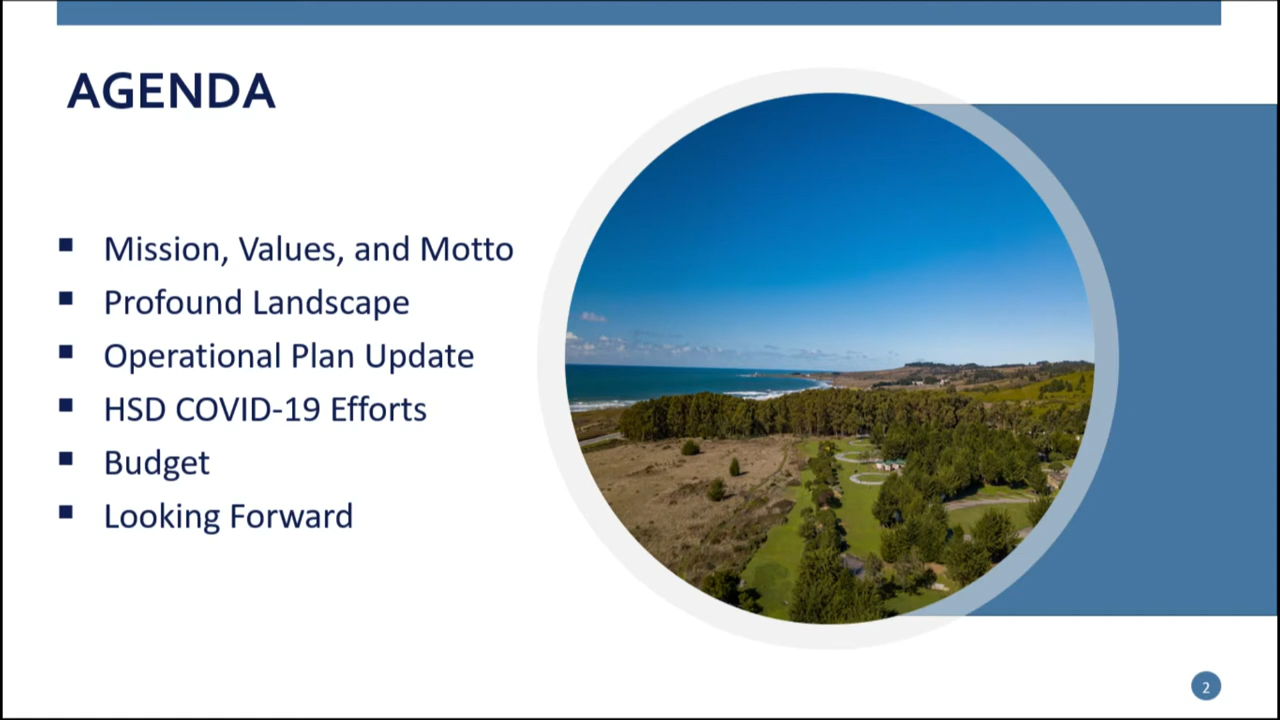 AGENDA
▪ Mission, Values, and Motto
▪ Profound Landscape
▪ Operational Plan Update
▪ HSD COVID-19 Efforts
▪ Budget
▪ Looking Forward
2